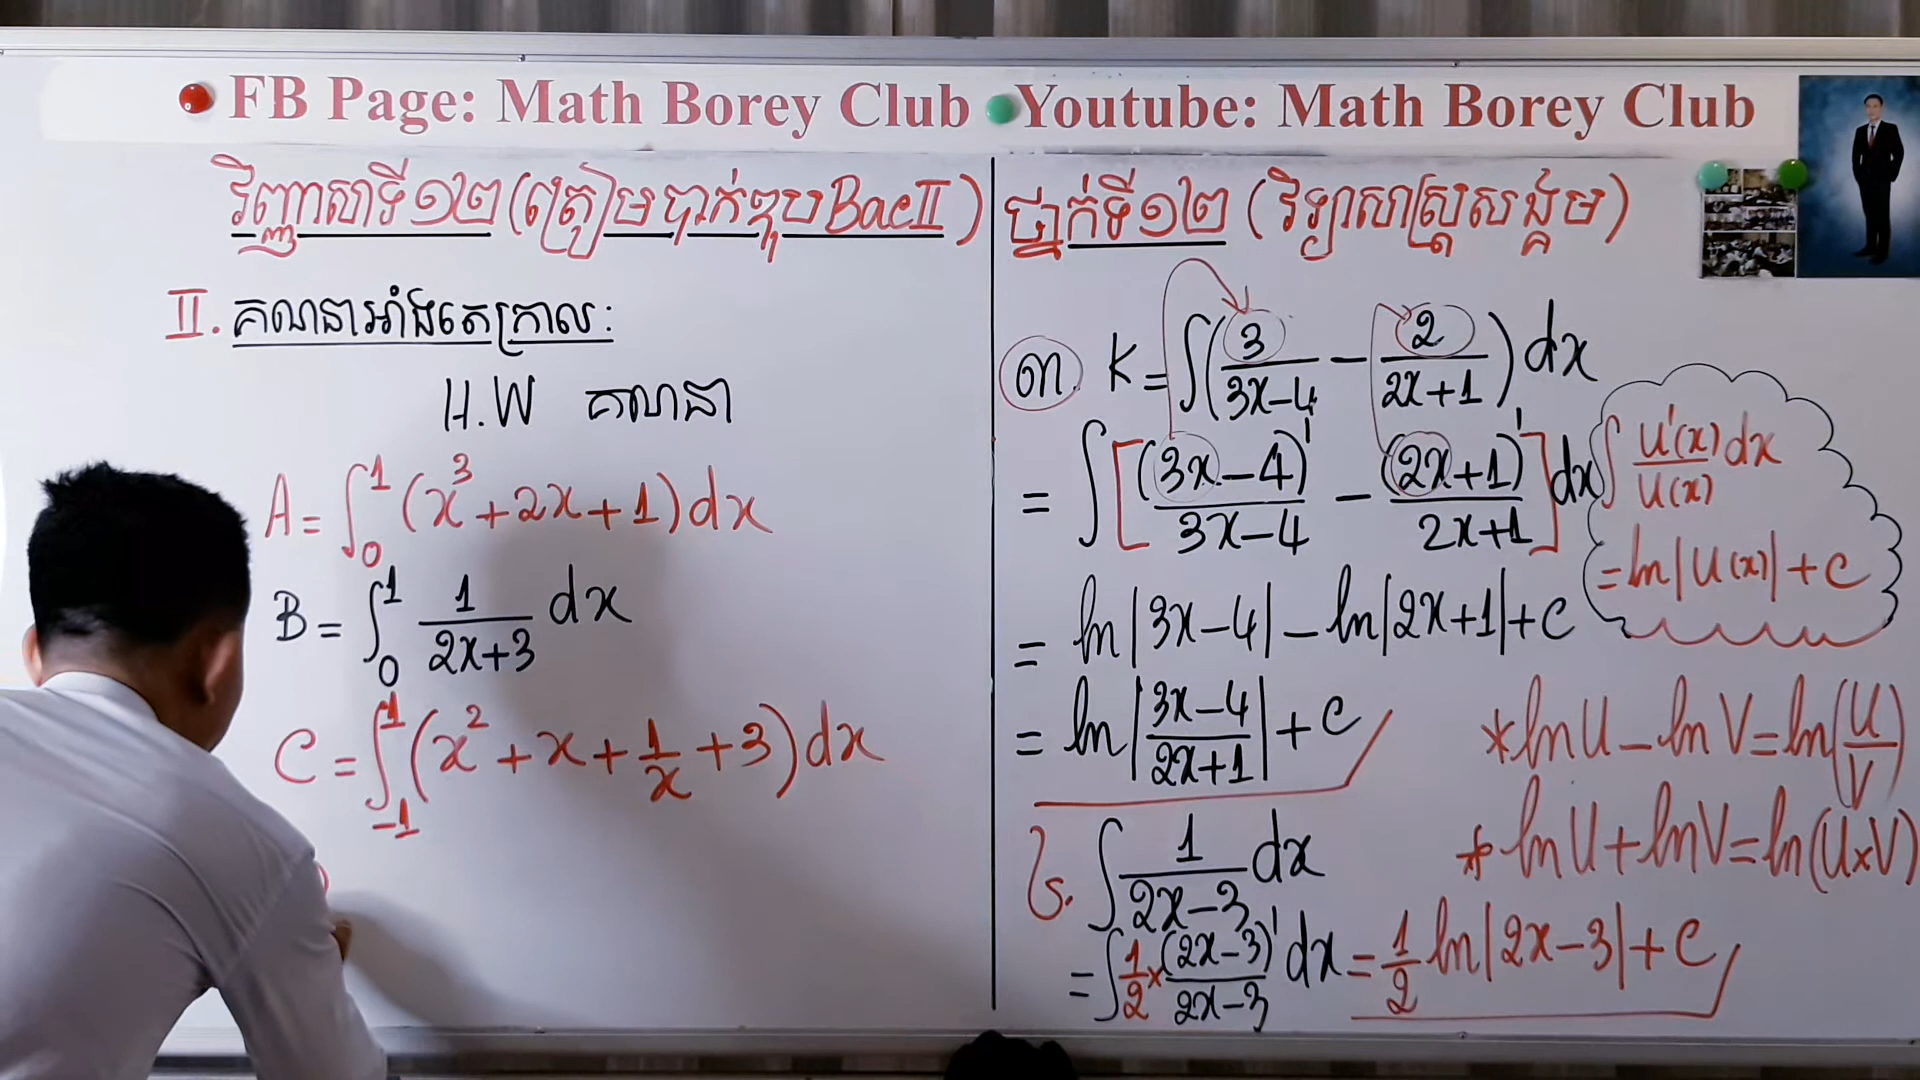 FB Page: Math Borey Club Youtube: Math Borey Club
វិញ្ញាសាទី១២ (ត្រៀមបាក់ឌុប BacII)
II. គណនាអាំងតេក្រាល:
H.W គណនា
A = ∫₀¹ (x³ + 2x + 1) dx
B = ∫₀¹ 1/(2x+3) dx
C = ∫₋₁¹ (x² + x + 1/x + 3) dx
ថ្នាក់ទី១២ (វិទ្យាសាស្ត្រសង្គម)
៣. K = ∫(3/(3x-4) - 2/(2x+1)) dx
= ∫[(3x-4)'/(3x-4) - (2x+1)'/(2x+1)] dx
= ln|3x-4| - ln|2x+1| + c
= ln|(3x-4)/(2x+1)| + c
∫ u'(x)/u(x) dx
= ln|u(x)| + c
* ln U - ln V = ln(U/V)
* ln U + ln V = ln(U×V)
ង. ∫ 1/(2x-3) dx
= ∫ 1/2 × (2x-3)'/(2x-3) dx = 1/2 ln|2x-3| + c